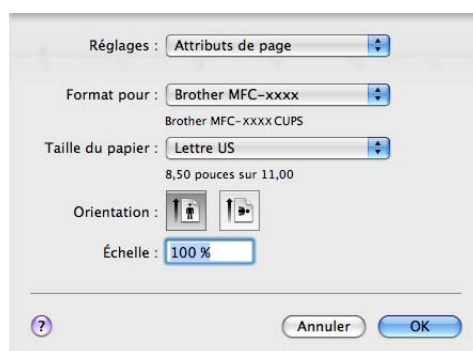 Réglages : Attributs de page
Format pour : Brother MFC-xxxx
Brother MFC-XXXX CUPS
Taille du papier : Lettre US
8,50 pouces sur 11,00
Orientation :
Échelle : 100 %
? Annuler OK